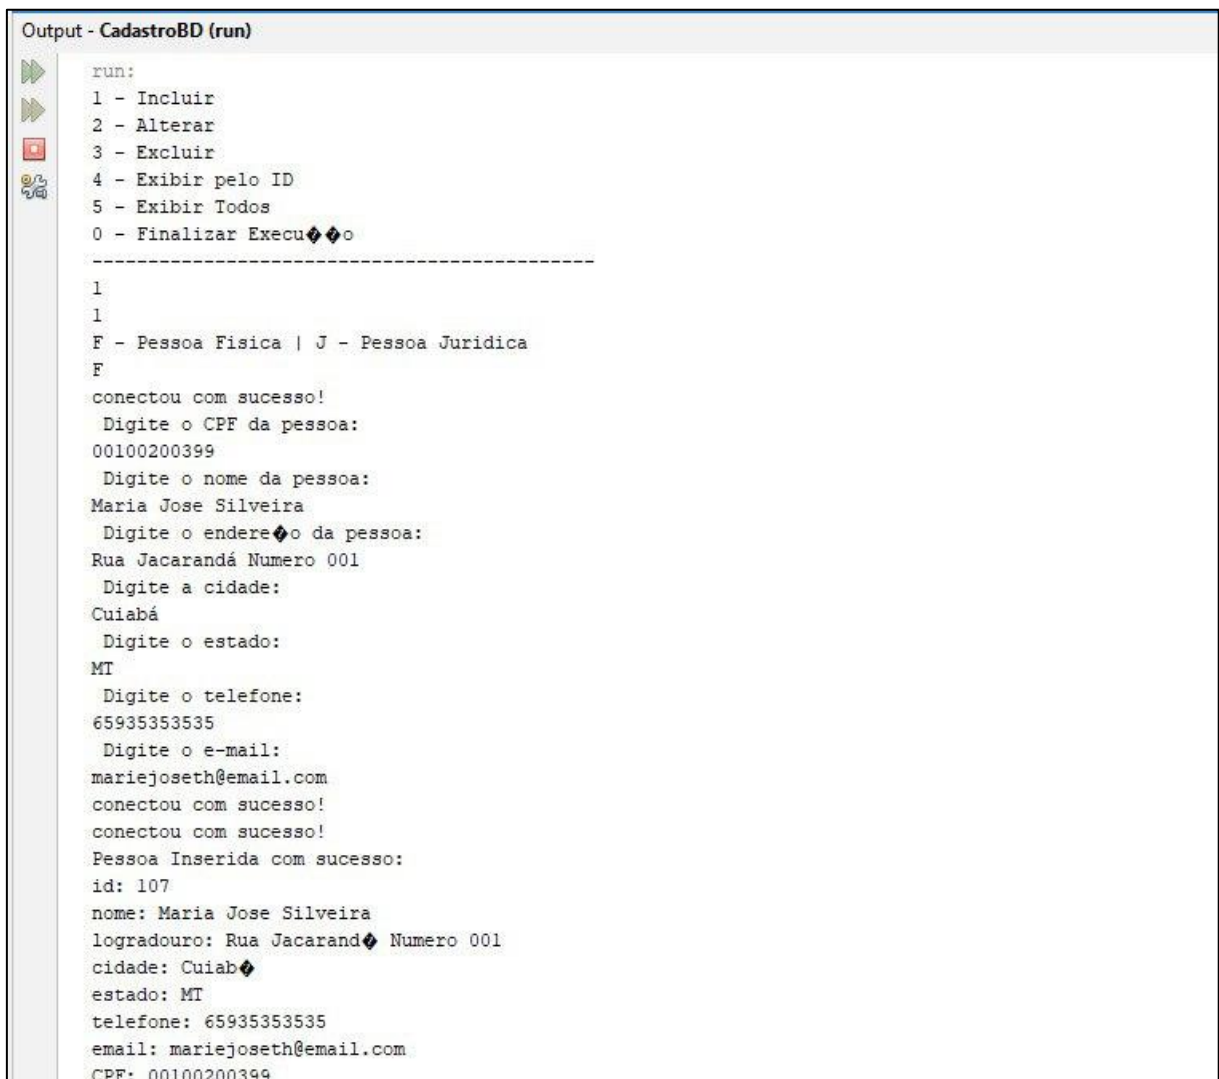 Output - CadastroBD (run)
run:
1 - Incluir
2 - Alterar
3 - Excluir
4 - Exibir pelo ID
5 - Exibir Todos
0 - Finalizar Execu��o
---------------------------------------------
1
1
F - Pessoa Fisica | J - Pessoa Juridica
F
conectou com sucesso!
Digite o CPF da pessoa:
00100200399
Digite o nome da pessoa:
Maria Jose Silveira
Digite o endere�o da pessoa:
Rua Jacarandá Numero 001
Digite a cidade:
Cuiabá
Digite o estado:
MT
Digite o telefone:
65935353535
Digite o e-mail:
mariejoseth@email.com
conectou com sucesso!
conectou com sucesso!
Pessoa Inserida com sucesso:
id: 107
nome: Maria Jose Silveira
logradouro: Rua Jacarand� Numero 001
cidade: Cuiab�
estado: MT
telefone: 65935353535
email: mariejoseth@email.com
CPF: 00100200399